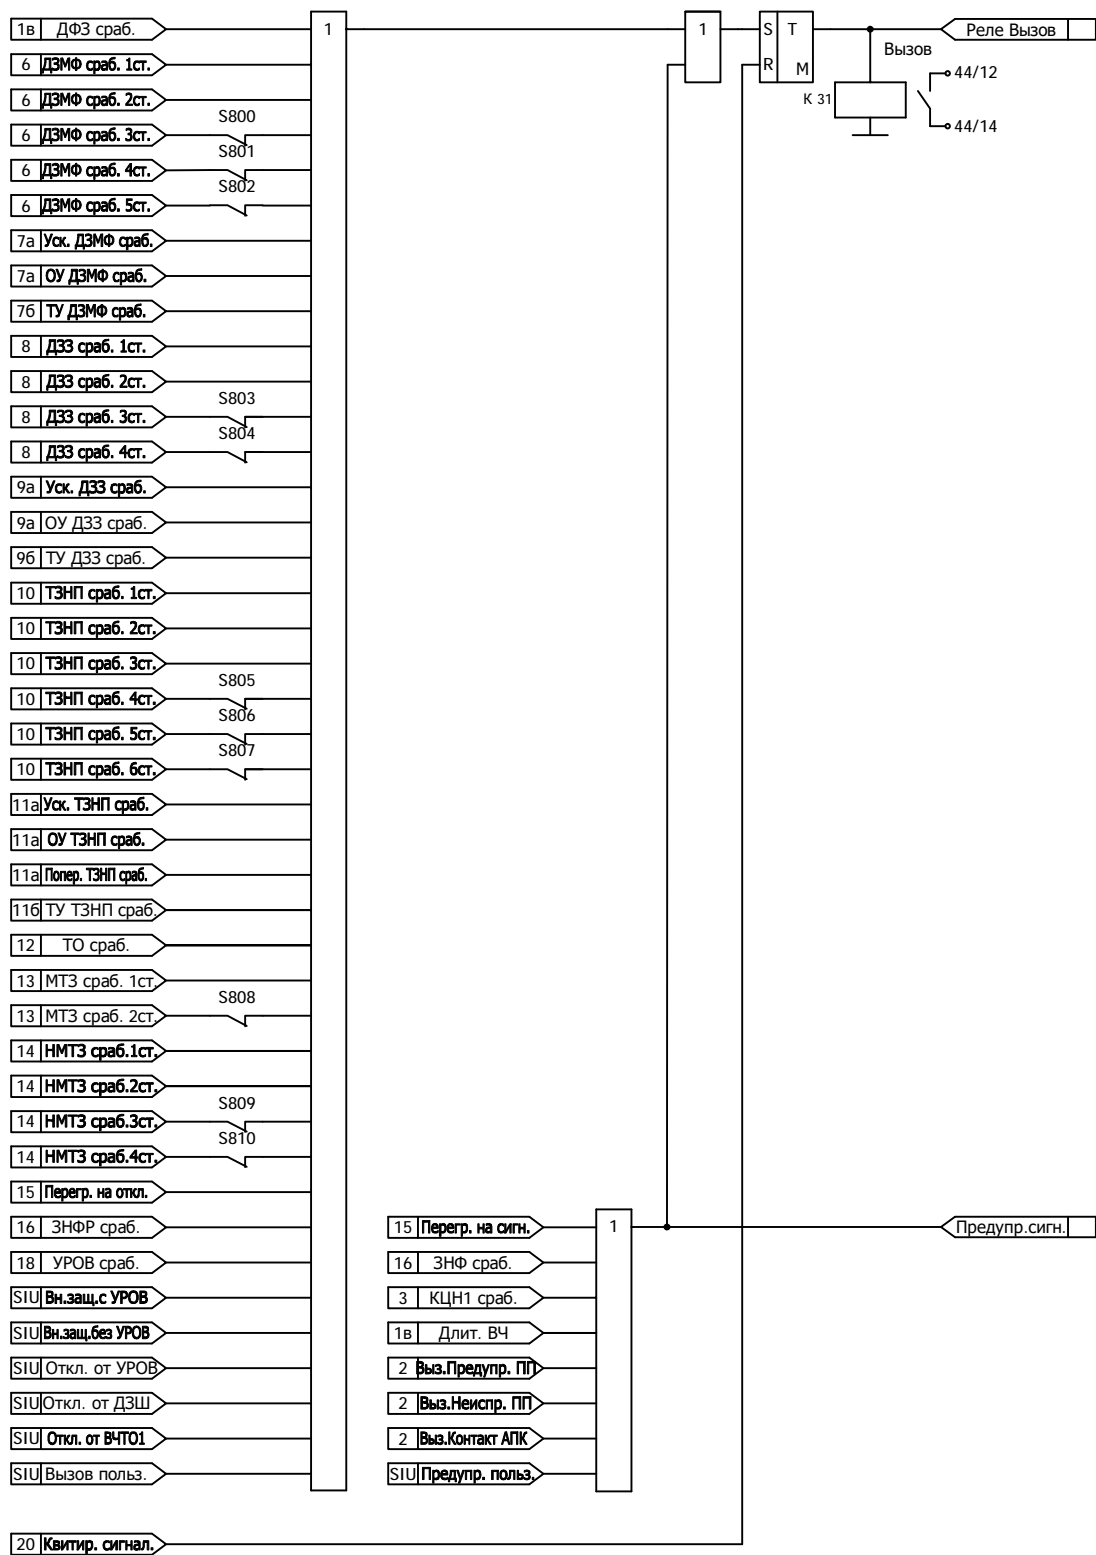 1в ДФЗ сраб.
1
1
S T
Реле Вызов
R М
Вызов
К 31
44/12
44/14
6 ДЗМФ сраб. 1ст.
6 ДЗМФ сраб. 2ст.
S800
6 ДЗМФ сраб. 3ст.
S801
6 ДЗМФ сраб. 4ст.
S802
6 ДЗМФ сраб. 5ст.
7а Уск. ДЗМФ сраб.
7а ОУ ДЗМФ сраб.
7б ТУ ДЗМФ сраб.
8 ДЗЗ сраб. 1ст.
8 ДЗЗ сраб. 2ст.
S803
8 ДЗЗ сраб. 3ст.
S804
8 ДЗЗ сраб. 4ст.
9а Уск. ДЗЗ сраб.
9а ОУ ДЗЗ сраб.
9б ТУ ДЗЗ сраб.
10 ТЗНП сраб. 1ст.
10 ТЗНП сраб. 2ст.
10 ТЗНП сраб. 3ст.
S805
10 ТЗНП сраб. 4ст.
S806
10 ТЗНП сраб. 5ст.
S807
10 ТЗНП сраб. 6ст.
11а Уск. ТЗНП сраб.
11а ОУ ТЗНП сраб.
11а Попер. ТЗНП сраб.
11б ТУ ТЗНП сраб.
12 ТО сраб.
13 МТЗ сраб. 1ст.
S808
13 МТЗ сраб. 2ст.
14 НМТЗ сраб.1ст.
14 НМТЗ сраб.2ст.
S809
14 НМТЗ сраб.3ст.
S810
14 НМТЗ сраб.4ст.
15 Перегр. на откл.
16 ЗНФР сраб.
18 УРОВ сраб.
SIU Вн.защ.с УРОВ
SIU Вн.защ.без УРОВ
SIU Откл. от УРОВ
SIU Откл. от ДЗШ
SIU Откл. от ВЧТО1
SIU Вызов польз.
15 Перегр. на сигн.
1
Предупр.сигн.
16 ЗНФ сраб.
3 КЦН1 сраб.
1в Длит. ВЧ
2 Выз.Предупр. ПП
2 Выз.Неиспр. ПП
2 Выз.Контакт АПК
SIU Предупр. польз.
20 Квитир. сигнал.